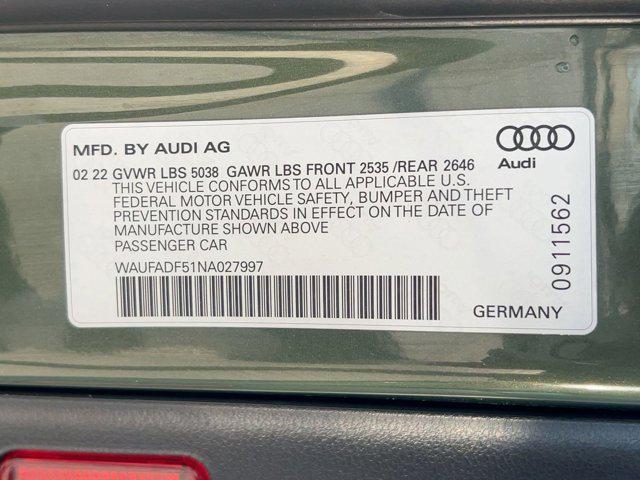 MFD. BY AUDI AG
Audi
02 22 GVWR LBS 5038 GAWR LBS FRONT 2535 /REAR 2646
THIS VEHICLE CONFORMS TO ALL APPLICABLE U.S.
FEDERAL MOTOR VEHICLE SAFETY, BUMPER AND THEFT
PREVENTION STANDARDS IN EFFECT ON THE DATE OF
MANUFACTURE SHOWN ABOVE
PASSENGER CAR
WAUFADF51NA027997
GERMANY
0911562